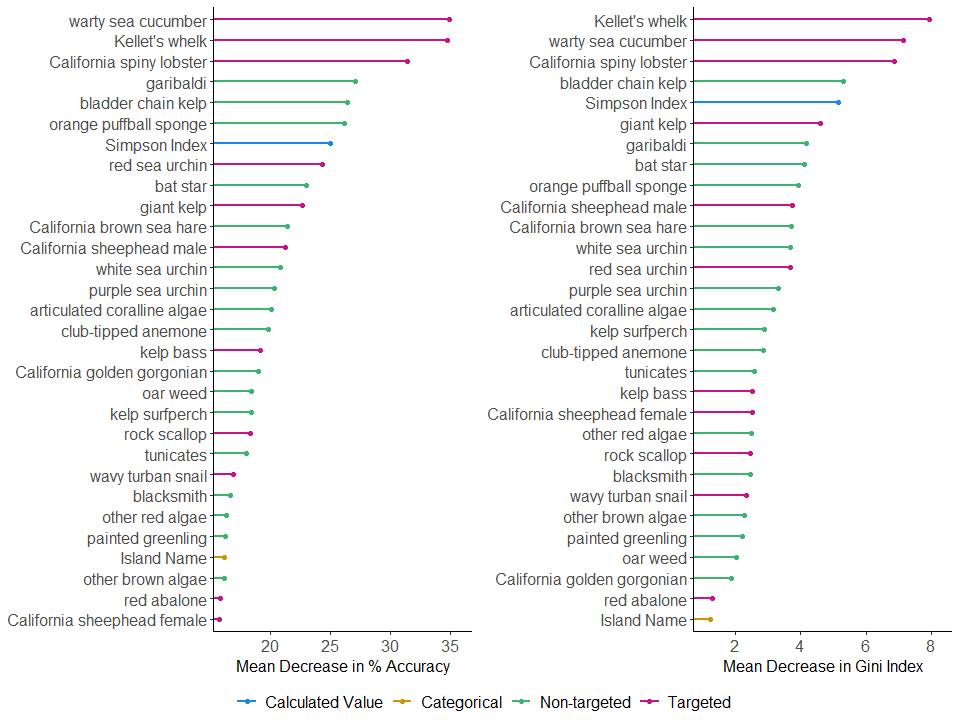 warty sea cucumber
Kellet's whelk
California spiny lobster
garibaldi
bladder chain kelp
orange puffball sponge
Simpson Index
red sea urchin
bat star
giant kelp
California brown sea hare
California sheephead male
white sea urchin
purple sea urchin
articulated coralline algae
club-tipped anemone
kelp bass
California golden gorgonian
oar weed
kelp surfperch
rock scallop
tunicates
wavy turban snail
blacksmith
other red algae
painted greenling
Island Name
other brown algae
red abalone
California sheephead female
20 25 30 35
Mean Decrease in % Accuracy
Kellet's whelk
warty sea cucumber
California spiny lobster
bladder chain kelp
Simpson Index
giant kelp
garibaldi
bat star
orange puffball sponge
California sheephead male
California brown sea hare
white sea urchin
red sea urchin
purple sea urchin
articulated coralline algae
kelp surfperch
club-tipped anemone
tunicates
kelp bass
California sheephead female
other red algae
rock scallop
blacksmith
wavy turban snail
other brown algae
painted greenling
oar weed
California golden gorgonian
red abalone
Island Name
2 4 6 8
Mean Decrease in Gini Index
Calculated Value Categorical Non-targeted Targeted